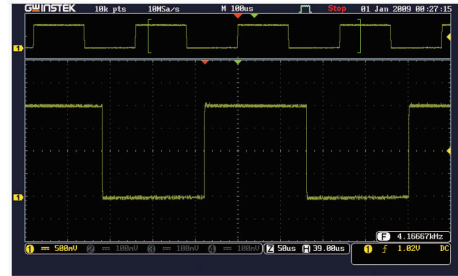 GWINSTEK 10k pts 10MSa/s M 100us Stop 01 Jan 2009 00:27:15
1
1
F 4.16667kHz
1 500mV 2 100mV 3 100mV 4 100mV Z 50us H 39.00us 1 1.02V DC